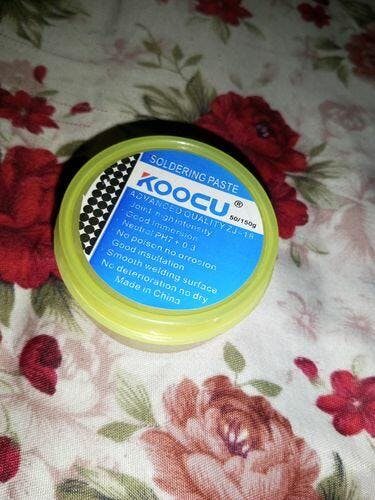 SOLDERING PASTE
KOOCU ®
50/150g
ADVANCED QUALITY ZJ-18
Joint high intensity
Good immersion
Neutral PH7 ± 0.3
No poison no orrosion
Good insultation
Smooth welding surface
No deterioration no dry
Made in China